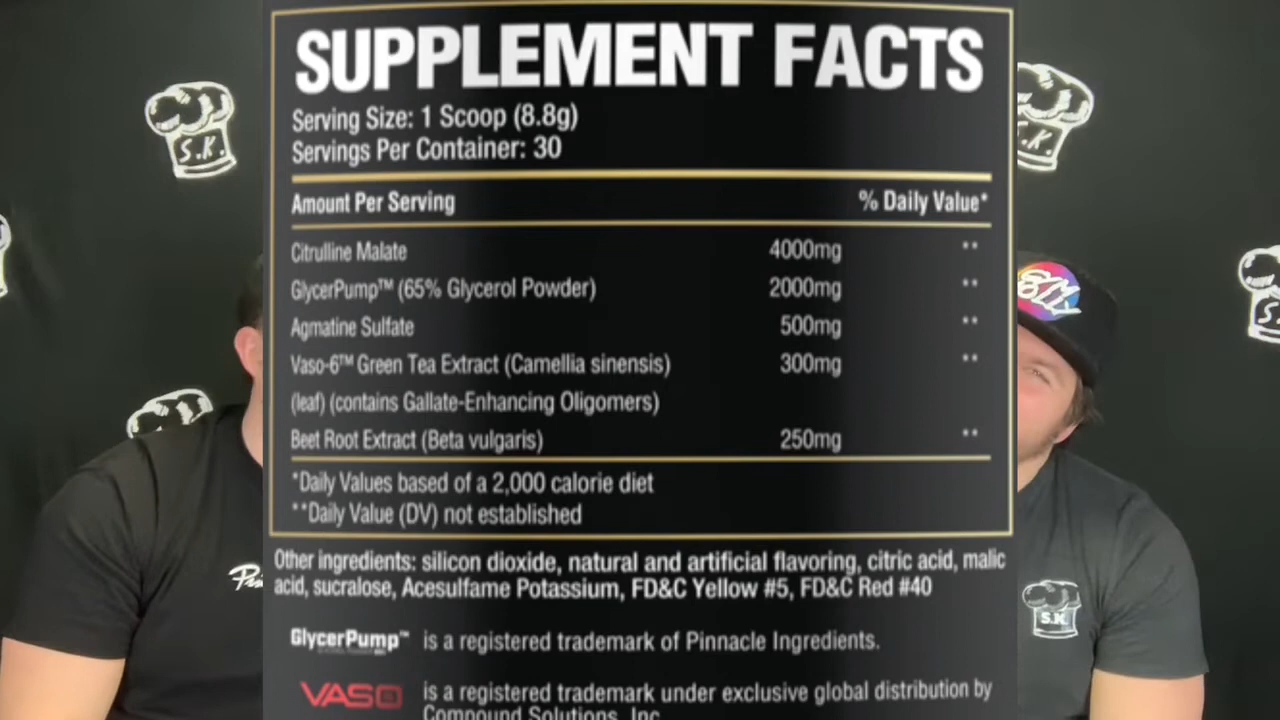 SUPPLEMENT FACTS
Serving Size: 1 Scoop (8.8g)
Servings Per Container: 30
Amount Per Serving % Daily Value*
Citrulline Malate 4000mg **
GlycerPump™ (65% Glycerol Powder) 2000mg **
Agmatine Sulfate 500mg **
Vaso-6™ Green Tea Extract (Camellia sinensis) 300mg **
(leaf) (contains Gallate-Enhancing Oligomers)
Beet Root Extract (Beta vulgaris) 250mg **
*Daily Values based of a 2,000 calorie diet
**Daily Value (DV) not established
Other ingredients: silicon dioxide, natural and artificial flavoring, citric acid, malic
acid, sucralose, Acesulfame Potassium, FD&C Yellow #5, FD&C Red #40
GlycerPump™ is a registered trademark of Pinnacle Ingredients.
VASO is a registered trademark under exclusive global distribution by
Compound Solutions, Inc
S.K.
S.K.
S.K.